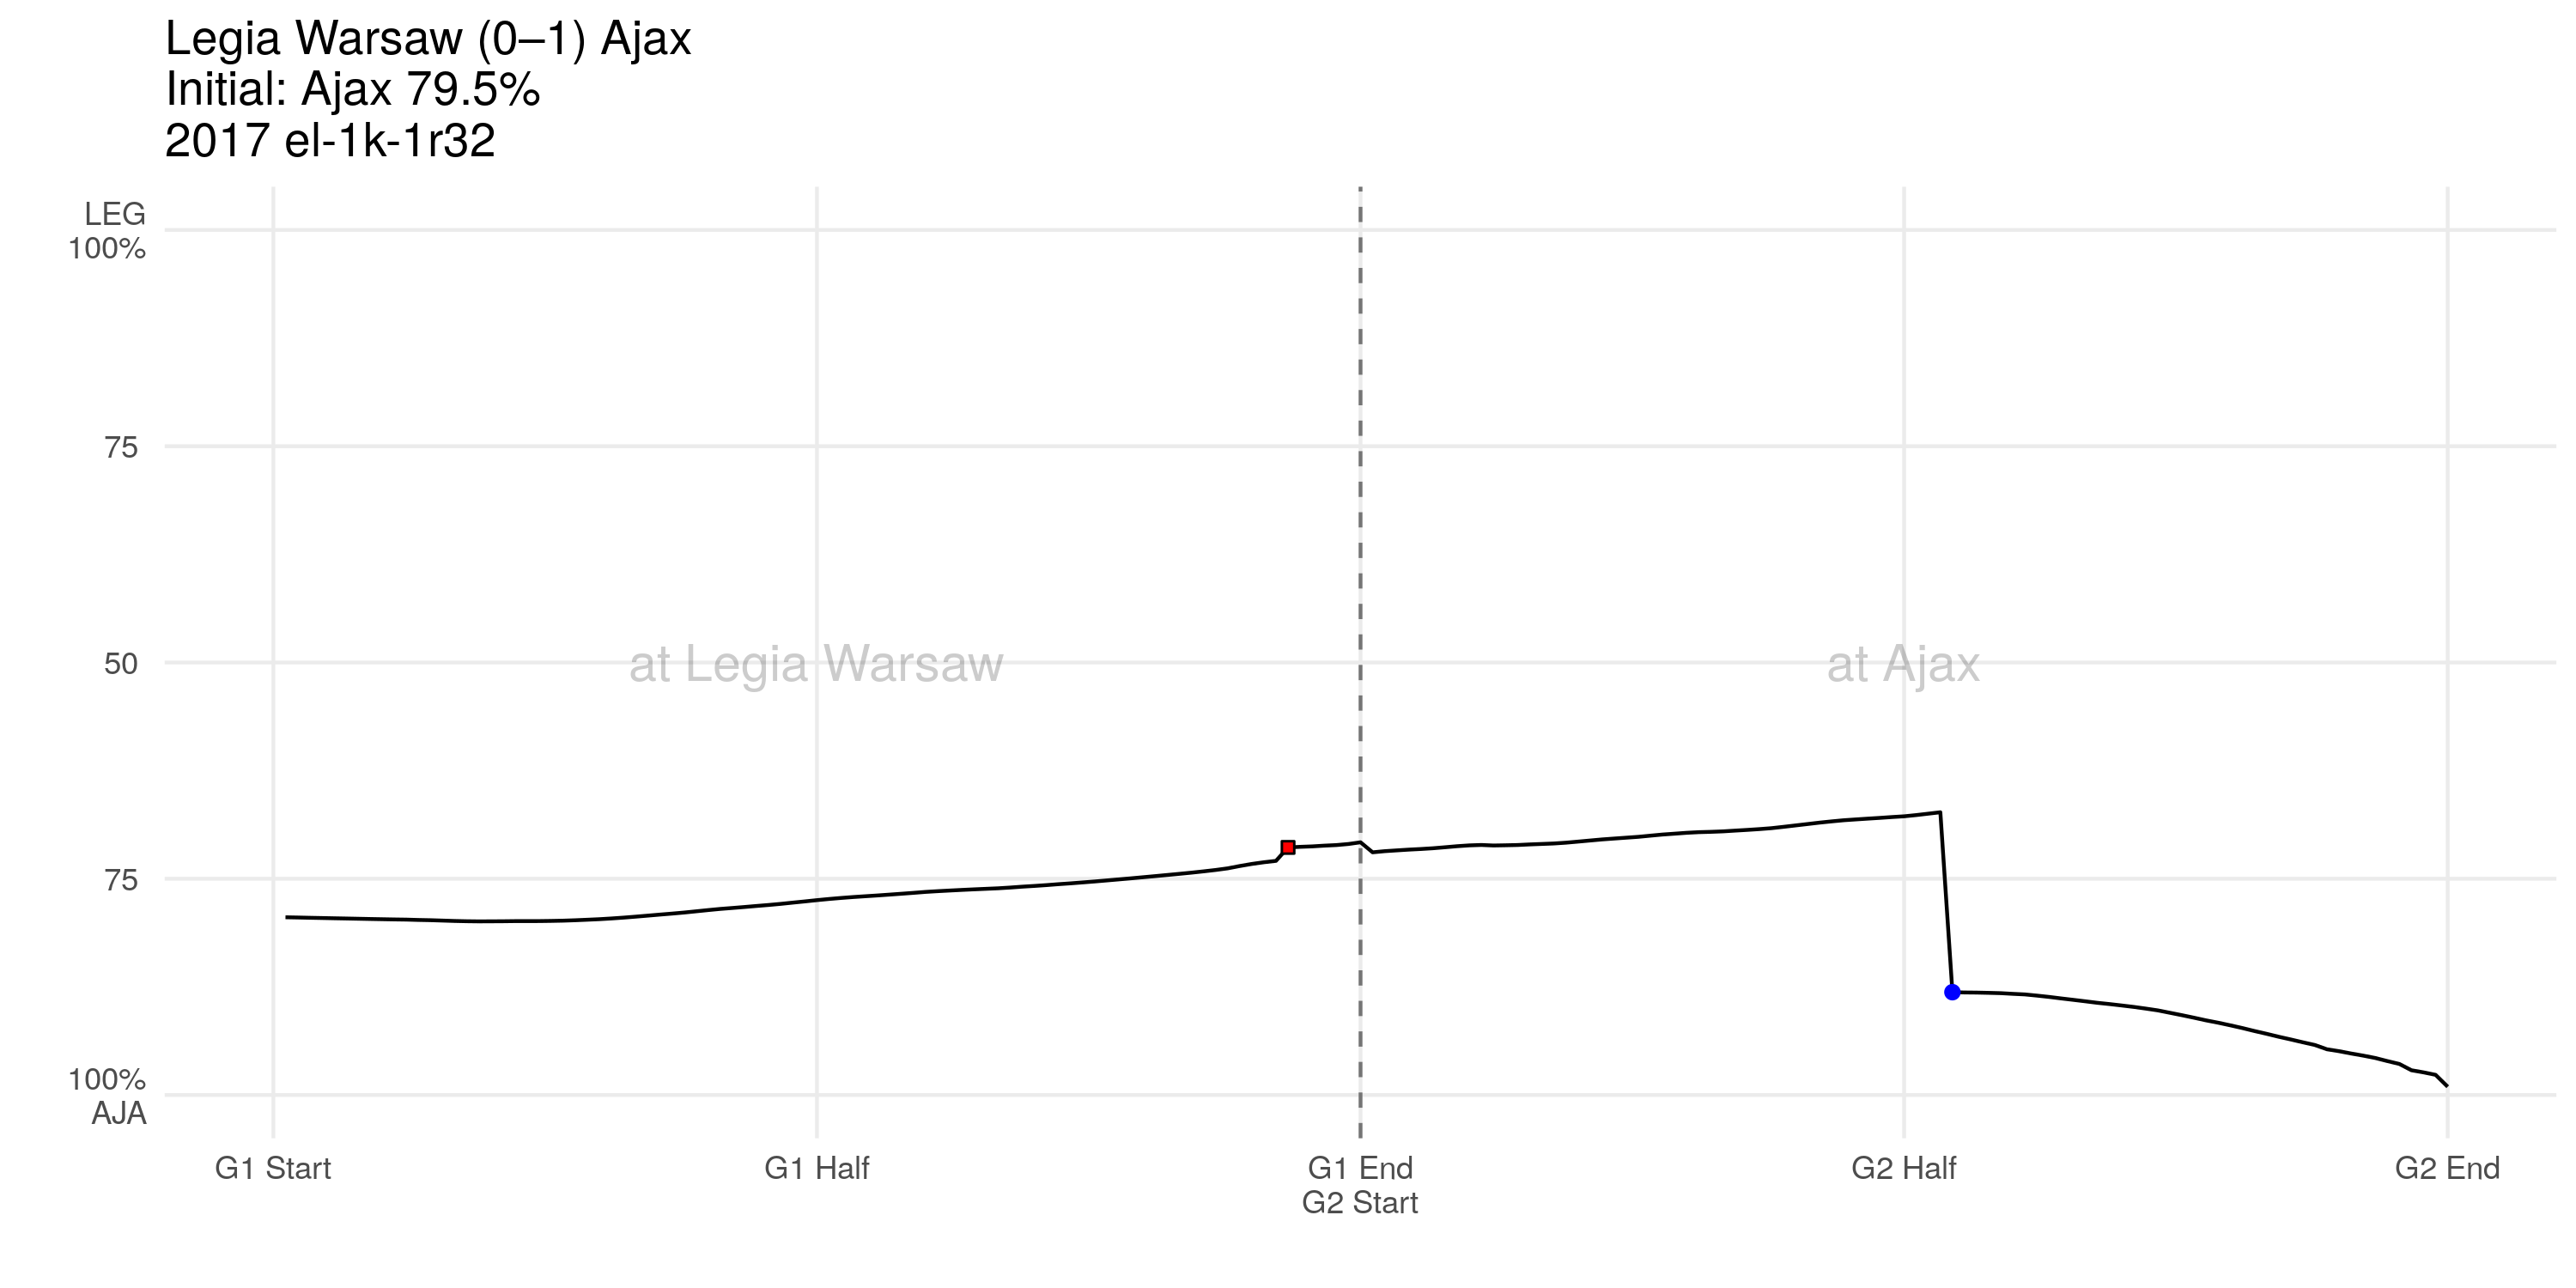 Legia Warsaw (0–1) Ajax
Initial: Ajax 79.5%
2017 el-1k-1r32
LEG
100%
75
50
75
100%
AJA
at Legia Warsaw
at Ajax
G1 Start
G1 Half
G1 End
G2 Start
G2 Half
G2 End